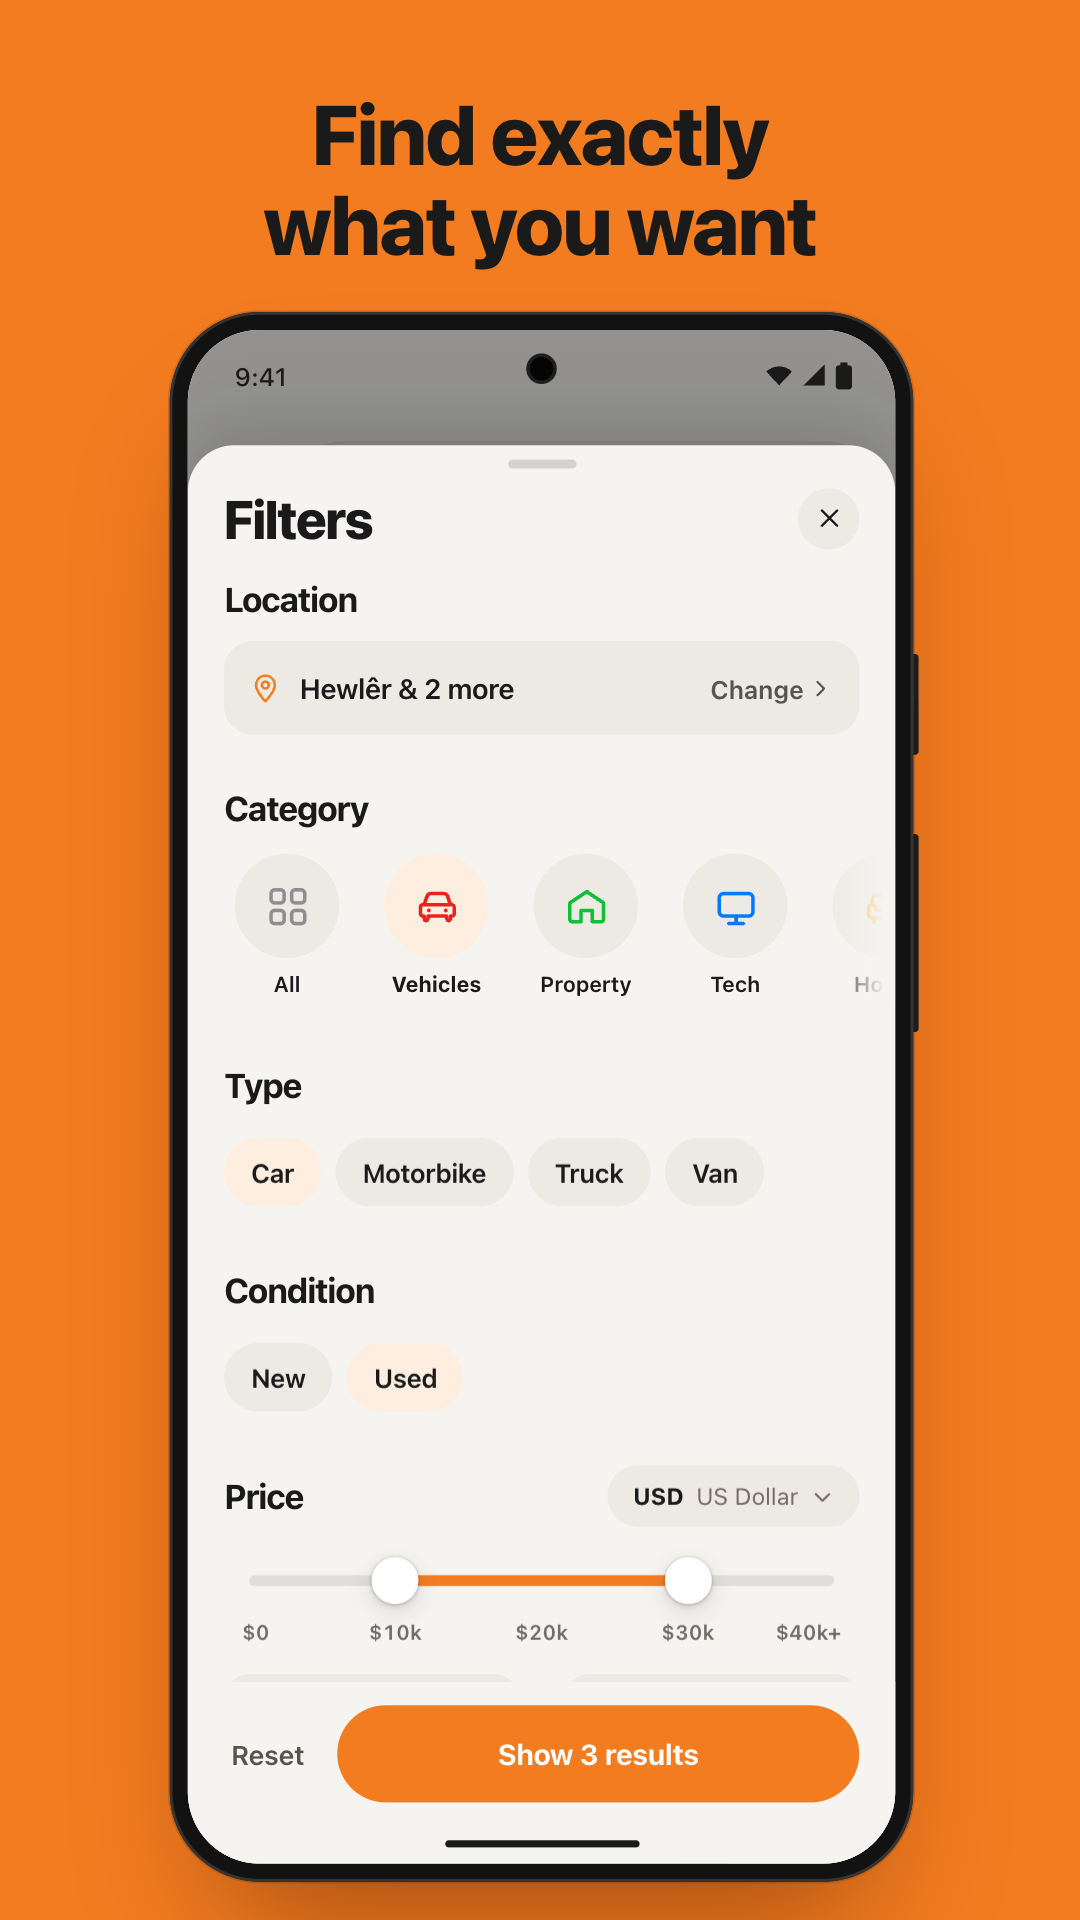 Find exactly
what you want
9:41
Filters
Location
Hewlêr & 2 more
Change
Category
All
Vehicles
Property
Tech
Type
Car
Motorbike
Truck
Van
Condition
New
Used
Price
USD US Dollar
$0
$10k
$20k
$30k
$40k+
Reset
Show 3 results